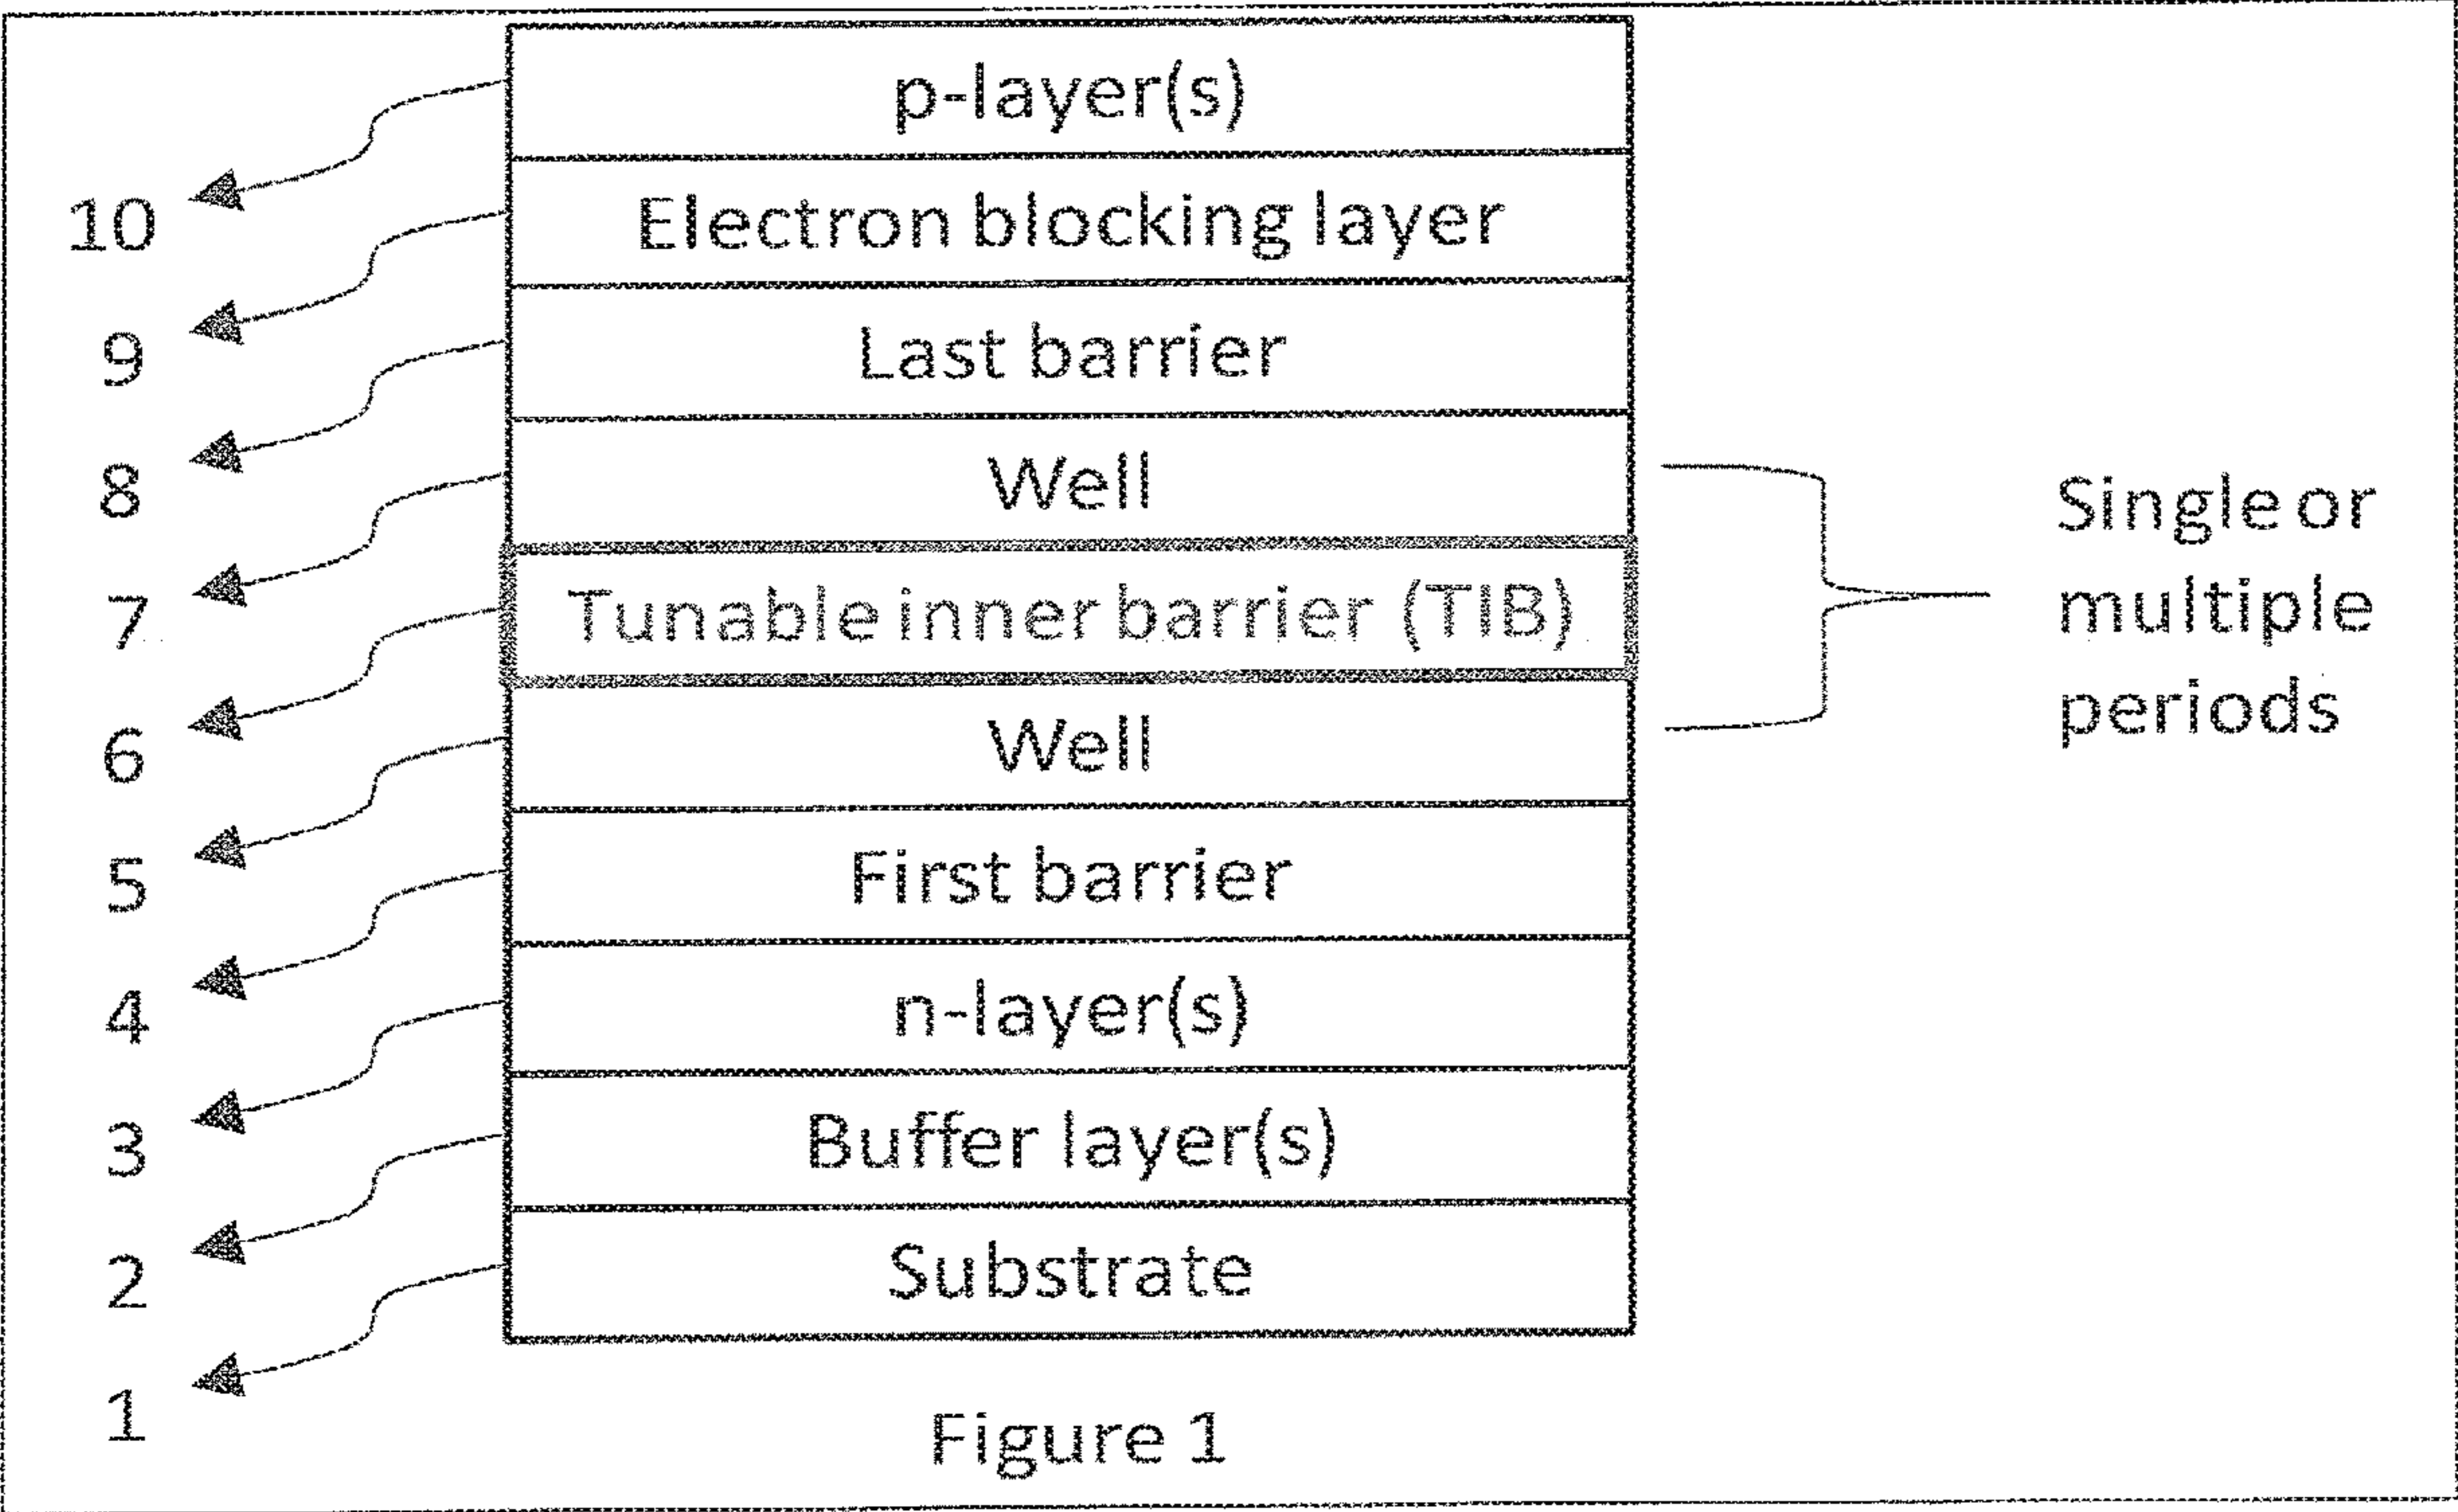 p-layer(s)
10
Electron blocking layer
9
Last barrier
8
Well
7
Tunable inner barrier (TIB)
6
Well
5
First barrier
4
n-layer(s)
3
Buffer layer(s)
2
Substrate
1
Single or
multiple
periods
Figure 1